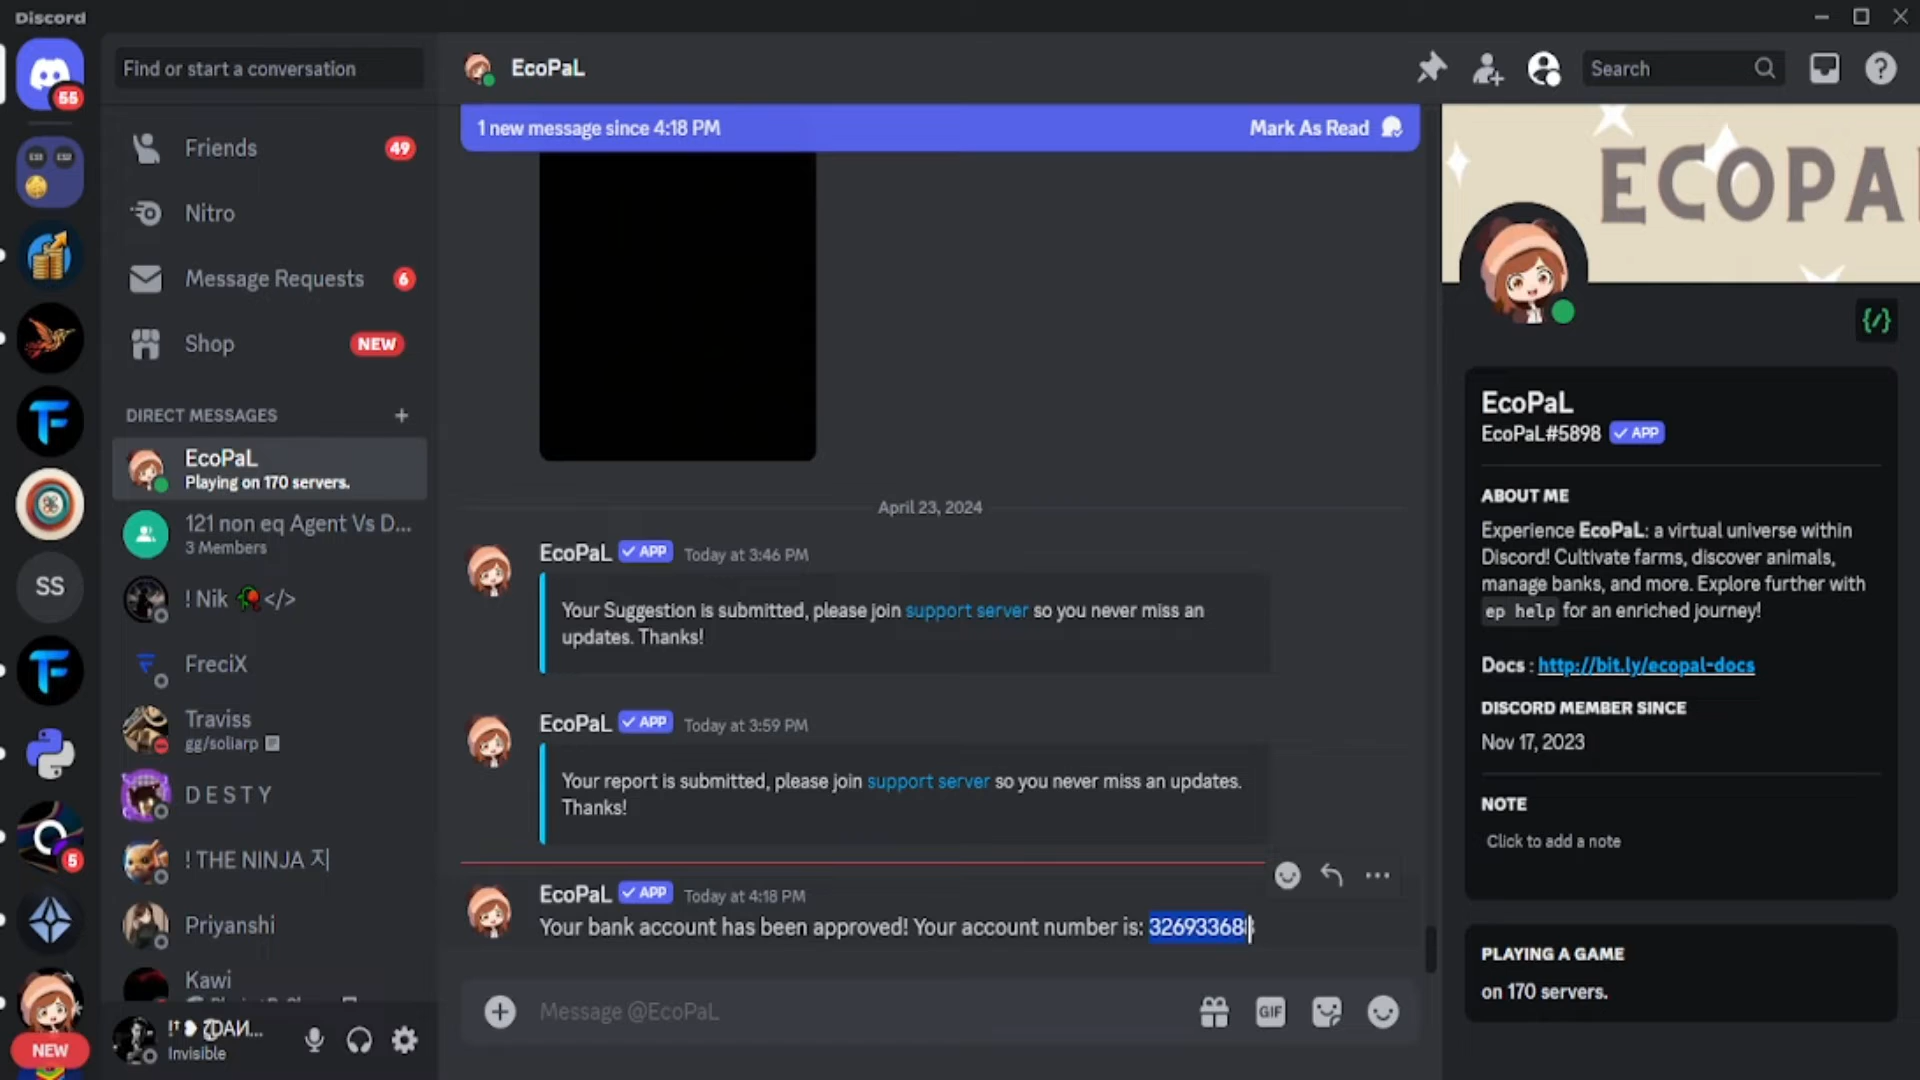 Discord
55
Find or start a conversation
EcoPaL
Search
Friends
49
Nitro
Message Requests
6
Shop
NEW
DIRECT MESSAGES
EcoPaL
Playing on 170 servers.
121 non eq Agent Vs D...
3 Members
! Nik 🥀</>
FreciX
Traviss
gg/soliarp
D E S T Y
! THE NINJA 지
Priyanshi
Kawi
SS
5
NEW
Invisible
1 new message since 4:18 PM
Mark As Read
April 23, 2024
EcoPaL APP Today at 3:46 PM
Your Suggestion is submitted, please join support server so you never miss an
updates. Thanks!
EcoPaL APP Today at 3:59 PM
Your report is submitted, please join support server so you never miss an updates.
Thanks!
EcoPaL APP Today at 4:18 PM
Your bank account has been approved! Your account number is:
Message @EcoPaL
GIF
ECOPA
EcoPaL
EcoPaL#5898 APP
ABOUT ME
Experience EcoPaL: a virtual universe within
Discord! Cultivate farms, discover animals,
manage banks, and more. Explore further with
ep help for an enriched journey!
Docs : http://bit.ly/ecopal-docs
DISCORD MEMBER SINCE
Nov 17, 2023
NOTE
Click to add a note
PLAYING A GAME
on 170 servers.